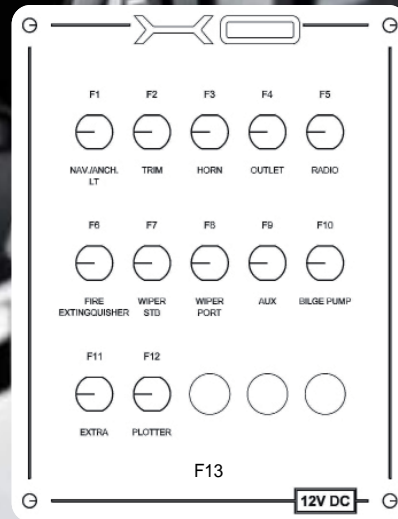 F1 F2 F3 F4 F5
NAV./ANCH. TRIM HORN OUTLET RADIO
LT
F6 F7 F8 F9 F10
FIRE WIPER WIPER AUX BILGE PUMP
EXTINGQUISHER STD PORT
F11 F12
EXTRA PLOTTER
F13
12V DC